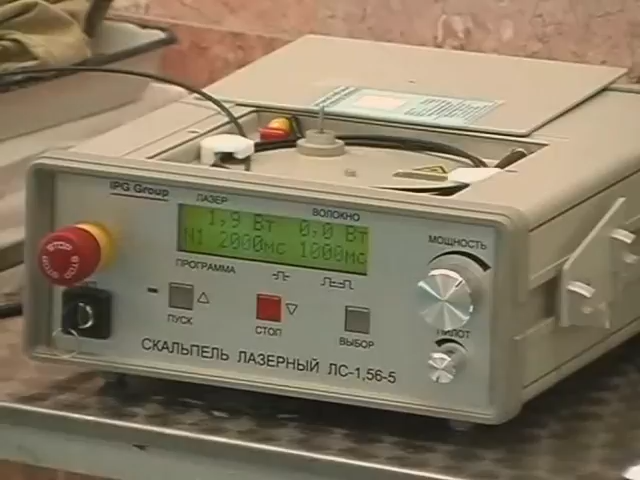 IPG Group
ЛАЗЕР
ВОЛОКНО
1,9 Вт 0,0 Вт
N1 2000мс 1000мс
ПРОГРАММА
МОЩНОСТЬ
STOP
ПУСК
СТОП
ВЫБОР
ПИЛОТ
СКАЛЬПЕЛЬ ЛАЗЕРНЫЙ ЛС-1,56-5